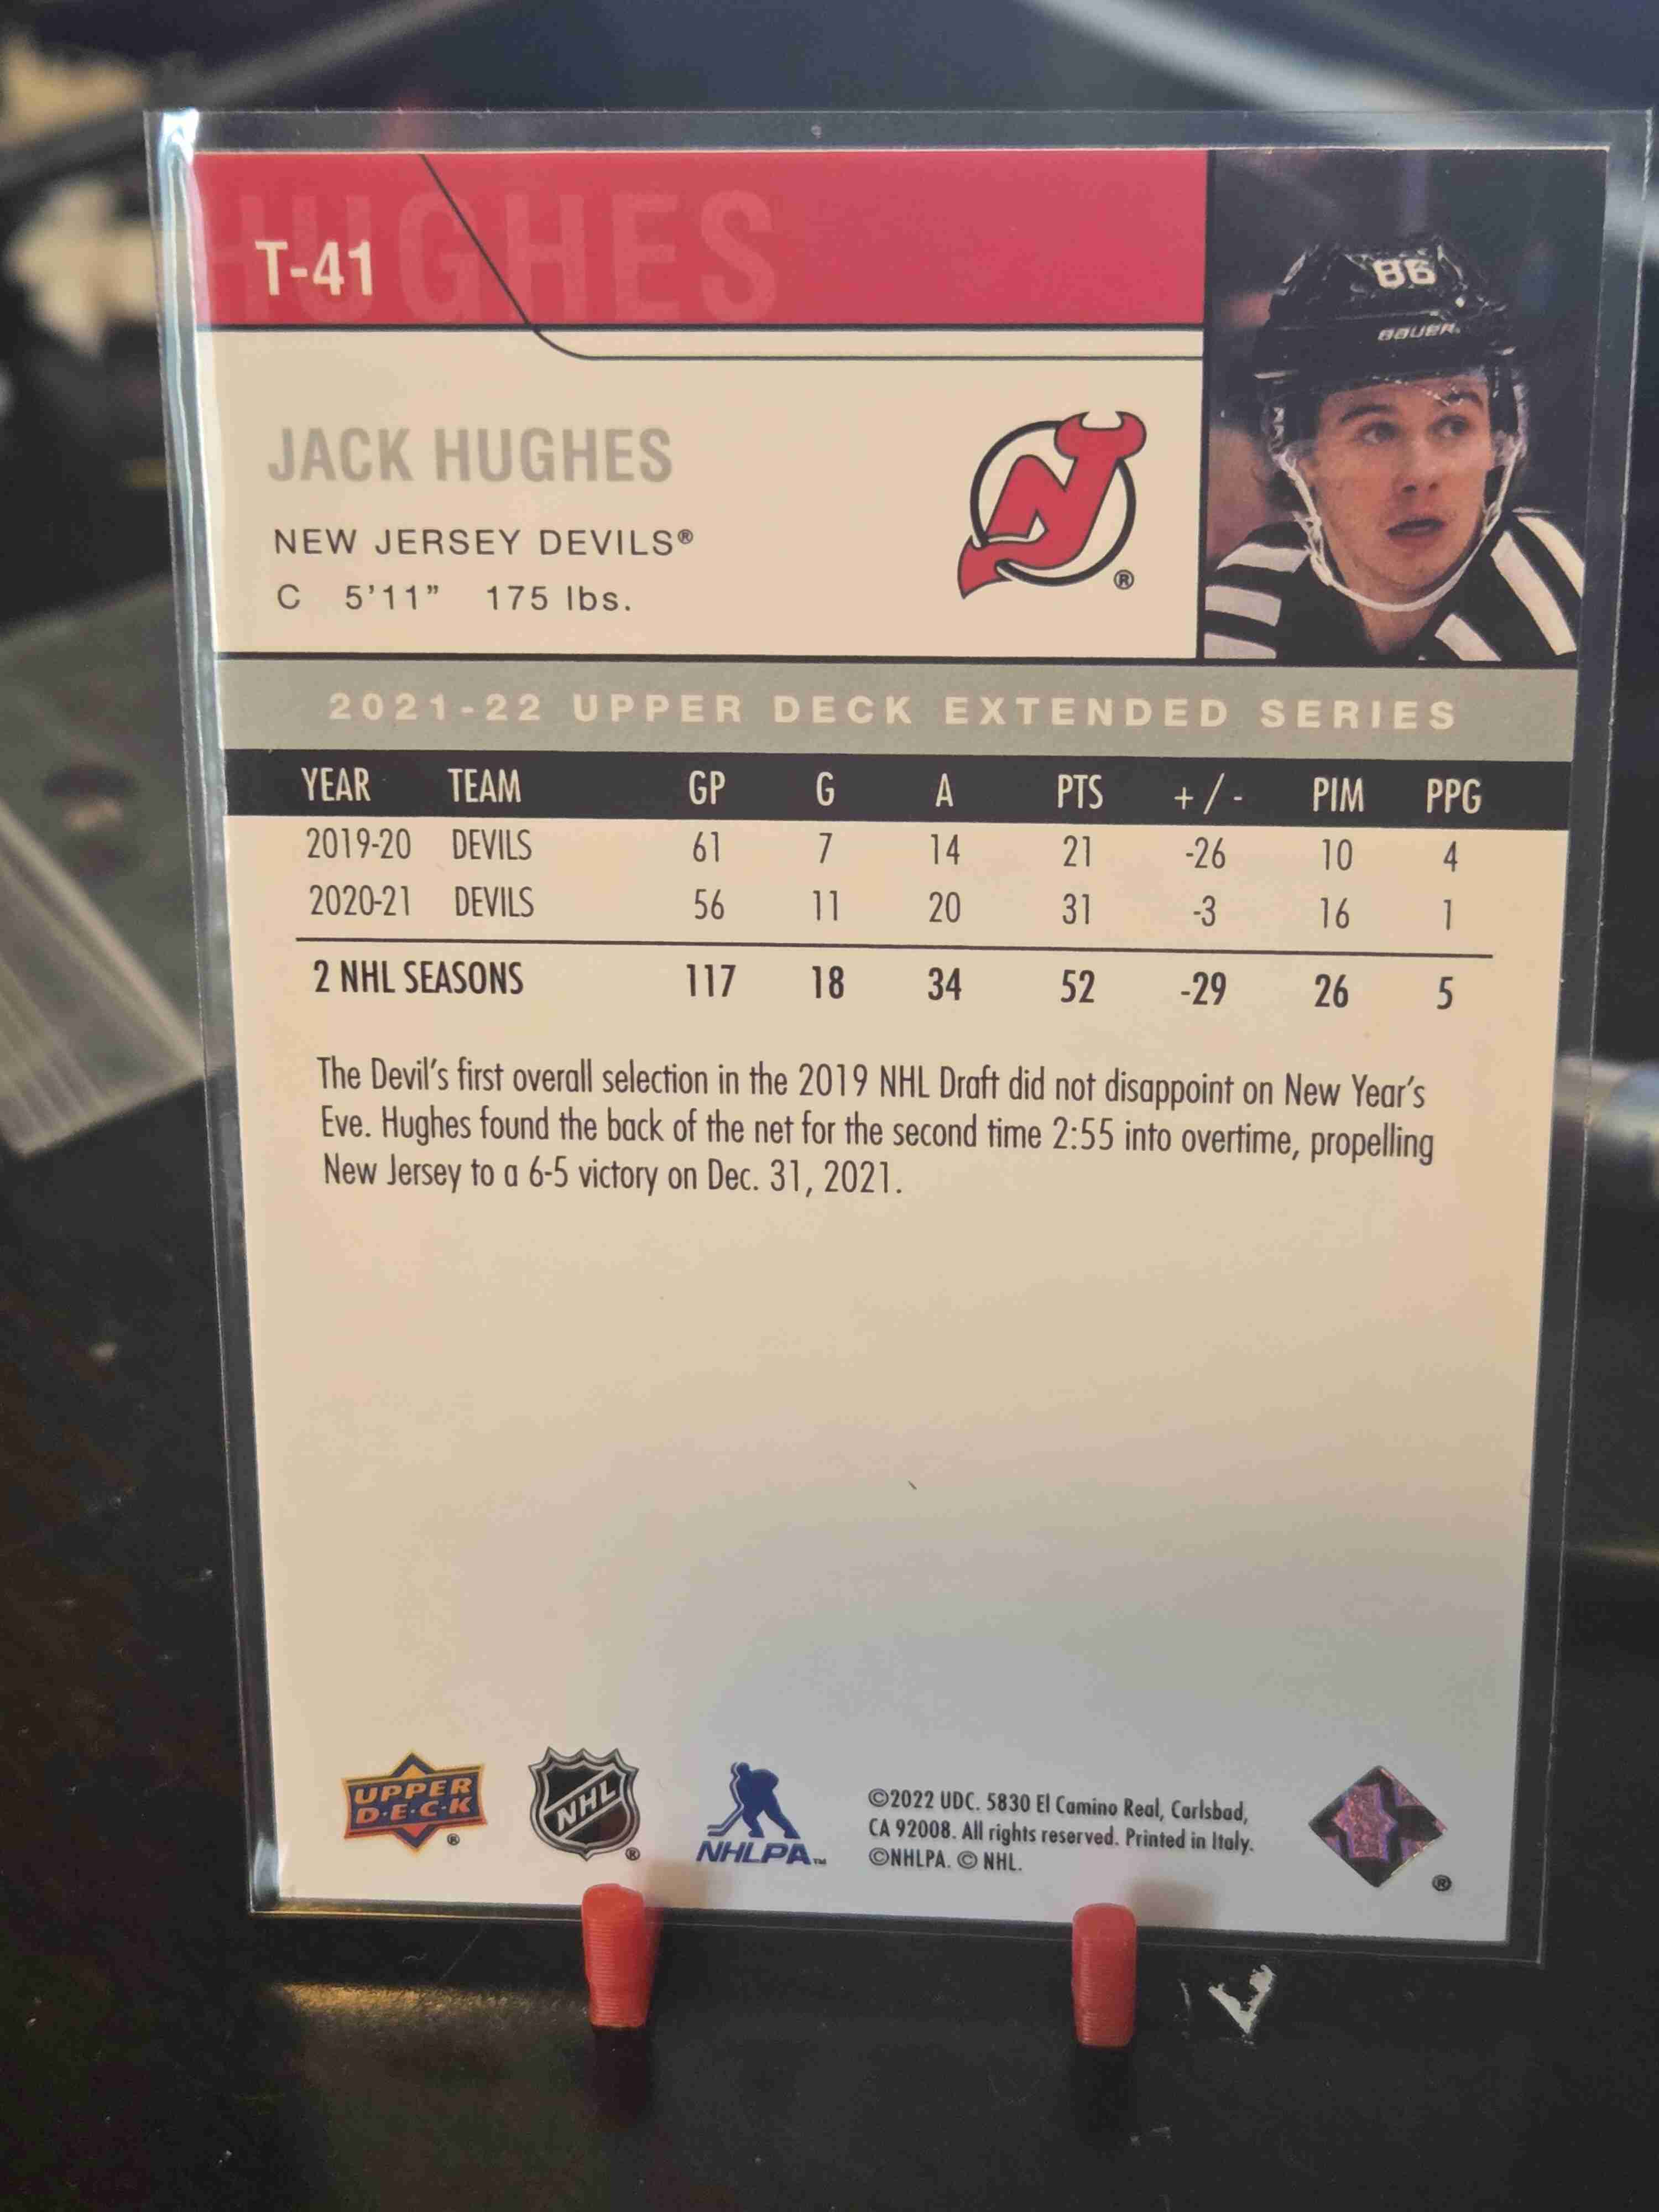 HUGHES
T-41
86
BAUER
JACK HUGHES
NEW JERSEY DEVILS®
C 5'11" 175 lbs.
®
2021-22 UPPER DECK EXTENDED SERIES
YEAR TEAM GP G A PTS +/- PIM PPG
2019-20 DEVILS 61 7 14 21 -26 10 4
2020-21 DEVILS 56 11 20 31 -3 16 1
2 NHL SEASONS 117 18 34 52 -29 26 5
The Devil's first overall selection in the 2019 NHL Draft did not disappoint on New Year's
Eve. Hughes found the back of the net for the second time 2:55 into overtime, propelling
New Jersey to a 6-5 victory on Dec. 31, 2021.
UPPER
D·E·C·K
®
NHL
®
NHLPA™
©2022 UDC. 5830 El Camino Real, Carlsbad,
CA 92008. All rights reserved. Printed in Italy.
©NHLPA. © NHL.
®